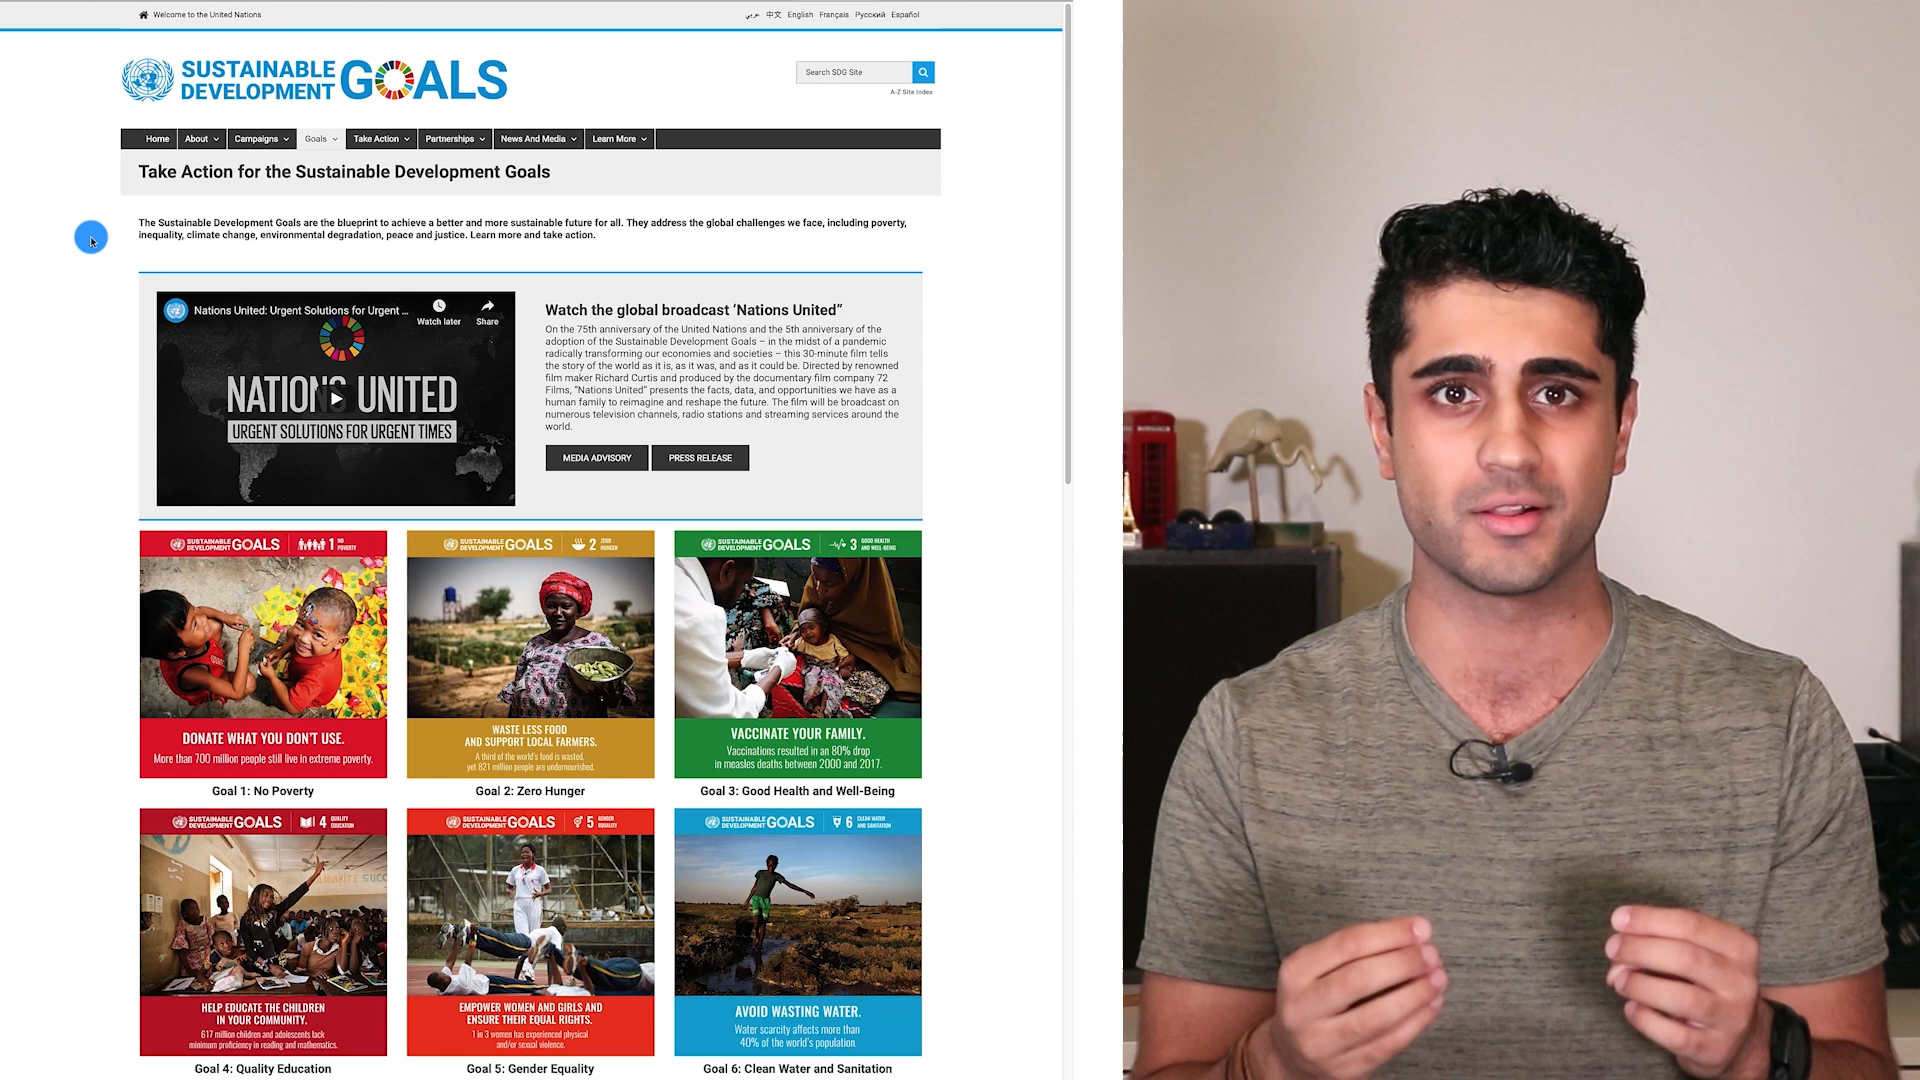 Welcome to the United Nations
عربي 中文 English Français Русский Español
SUSTAINABLE
DEVELOPMENT
GOALS
Search SDG Site
A-Z Site Index
Home About Campaigns Goals Take Action Partnerships News And Media Learn More
Take Action for the Sustainable Development Goals
The Sustainable Development Goals are the blueprint to achieve a better and more sustainable future for all. They address the global challenges we face, including poverty,
inequality, climate change, environmental degradation, peace and justice. Learn more and take action.
Nations United: Urgent Solutions for Urgent ...
Watch later
Share
NATIONS UNITED
URGENT SOLUTIONS FOR URGENT TIMES
Watch the global broadcast ‘Nations United”
On the 75th anniversary of the United Nations and the 5th anniversary of the
adoption of the Sustainable Development Goals – in the midst of a pandemic
radically transforming our economies and societies – this 30-minute film tells
the story of the world as it is, as it was, and as it could be. Directed by renowned
film maker Richard Curtis and produced by the documentary film company 72
Films, “Nations United” presents the facts, data, and opportunities we have as a
human family to reimagine and reshape the future. The film will be broadcast on
numerous television channels, radio stations and streaming services around the
world.
MEDIA ADVISORY
PRESS RELEASE
SUSTAINABLE
DEVELOPMENT GOALS
1 NO
POVERTY
DONATE WHAT YOU DON'T USE.
More than 700 million people still live in extreme poverty.
Goal 1: No Poverty
SUSTAINABLE
DEVELOPMENT GOALS
2 ZERO
HUNGER
WASTE LESS FOOD
AND SUPPORT LOCAL FARMERS.
A third of the world's food is wasted,
yet 821 million people are undernourished.
Goal 2: Zero Hunger
SUSTAINABLE
DEVELOPMENT GOALS
3 GOOD HEALTH
AND WELL-BEING
VACCINATE YOUR FAMILY.
Vaccinations resulted in an 80% drop
in measles deaths between 2000 and 2017.
Goal 3: Good Health and Well-Being
SUSTAINABLE
DEVELOPMENT GOALS
4 QUALITY
EDUCATION
HELP EDUCATE THE CHILDREN
IN YOUR COMMUNITY.
617 million children and adolescents lack
minimum proficiency in reading and mathematics.
Goal 4: Quality Education
SUSTAINABLE
DEVELOPMENT GOALS
5 GENDER
EQUALITY
EMPOWER WOMEN AND GIRLS AND
ENSURE THEIR EQUAL RIGHTS.
1 in 3 women has experienced physical
and/or sexual violence.
Goal 5: Gender Equality
SUSTAINABLE
DEVELOPMENT GOALS
6 CLEAN WATER
AND SANITATION
AVOID WASTING WATER.
Water scarcity affects more than
40% of the world's population.
Goal 6: Clean Water and Sanitation